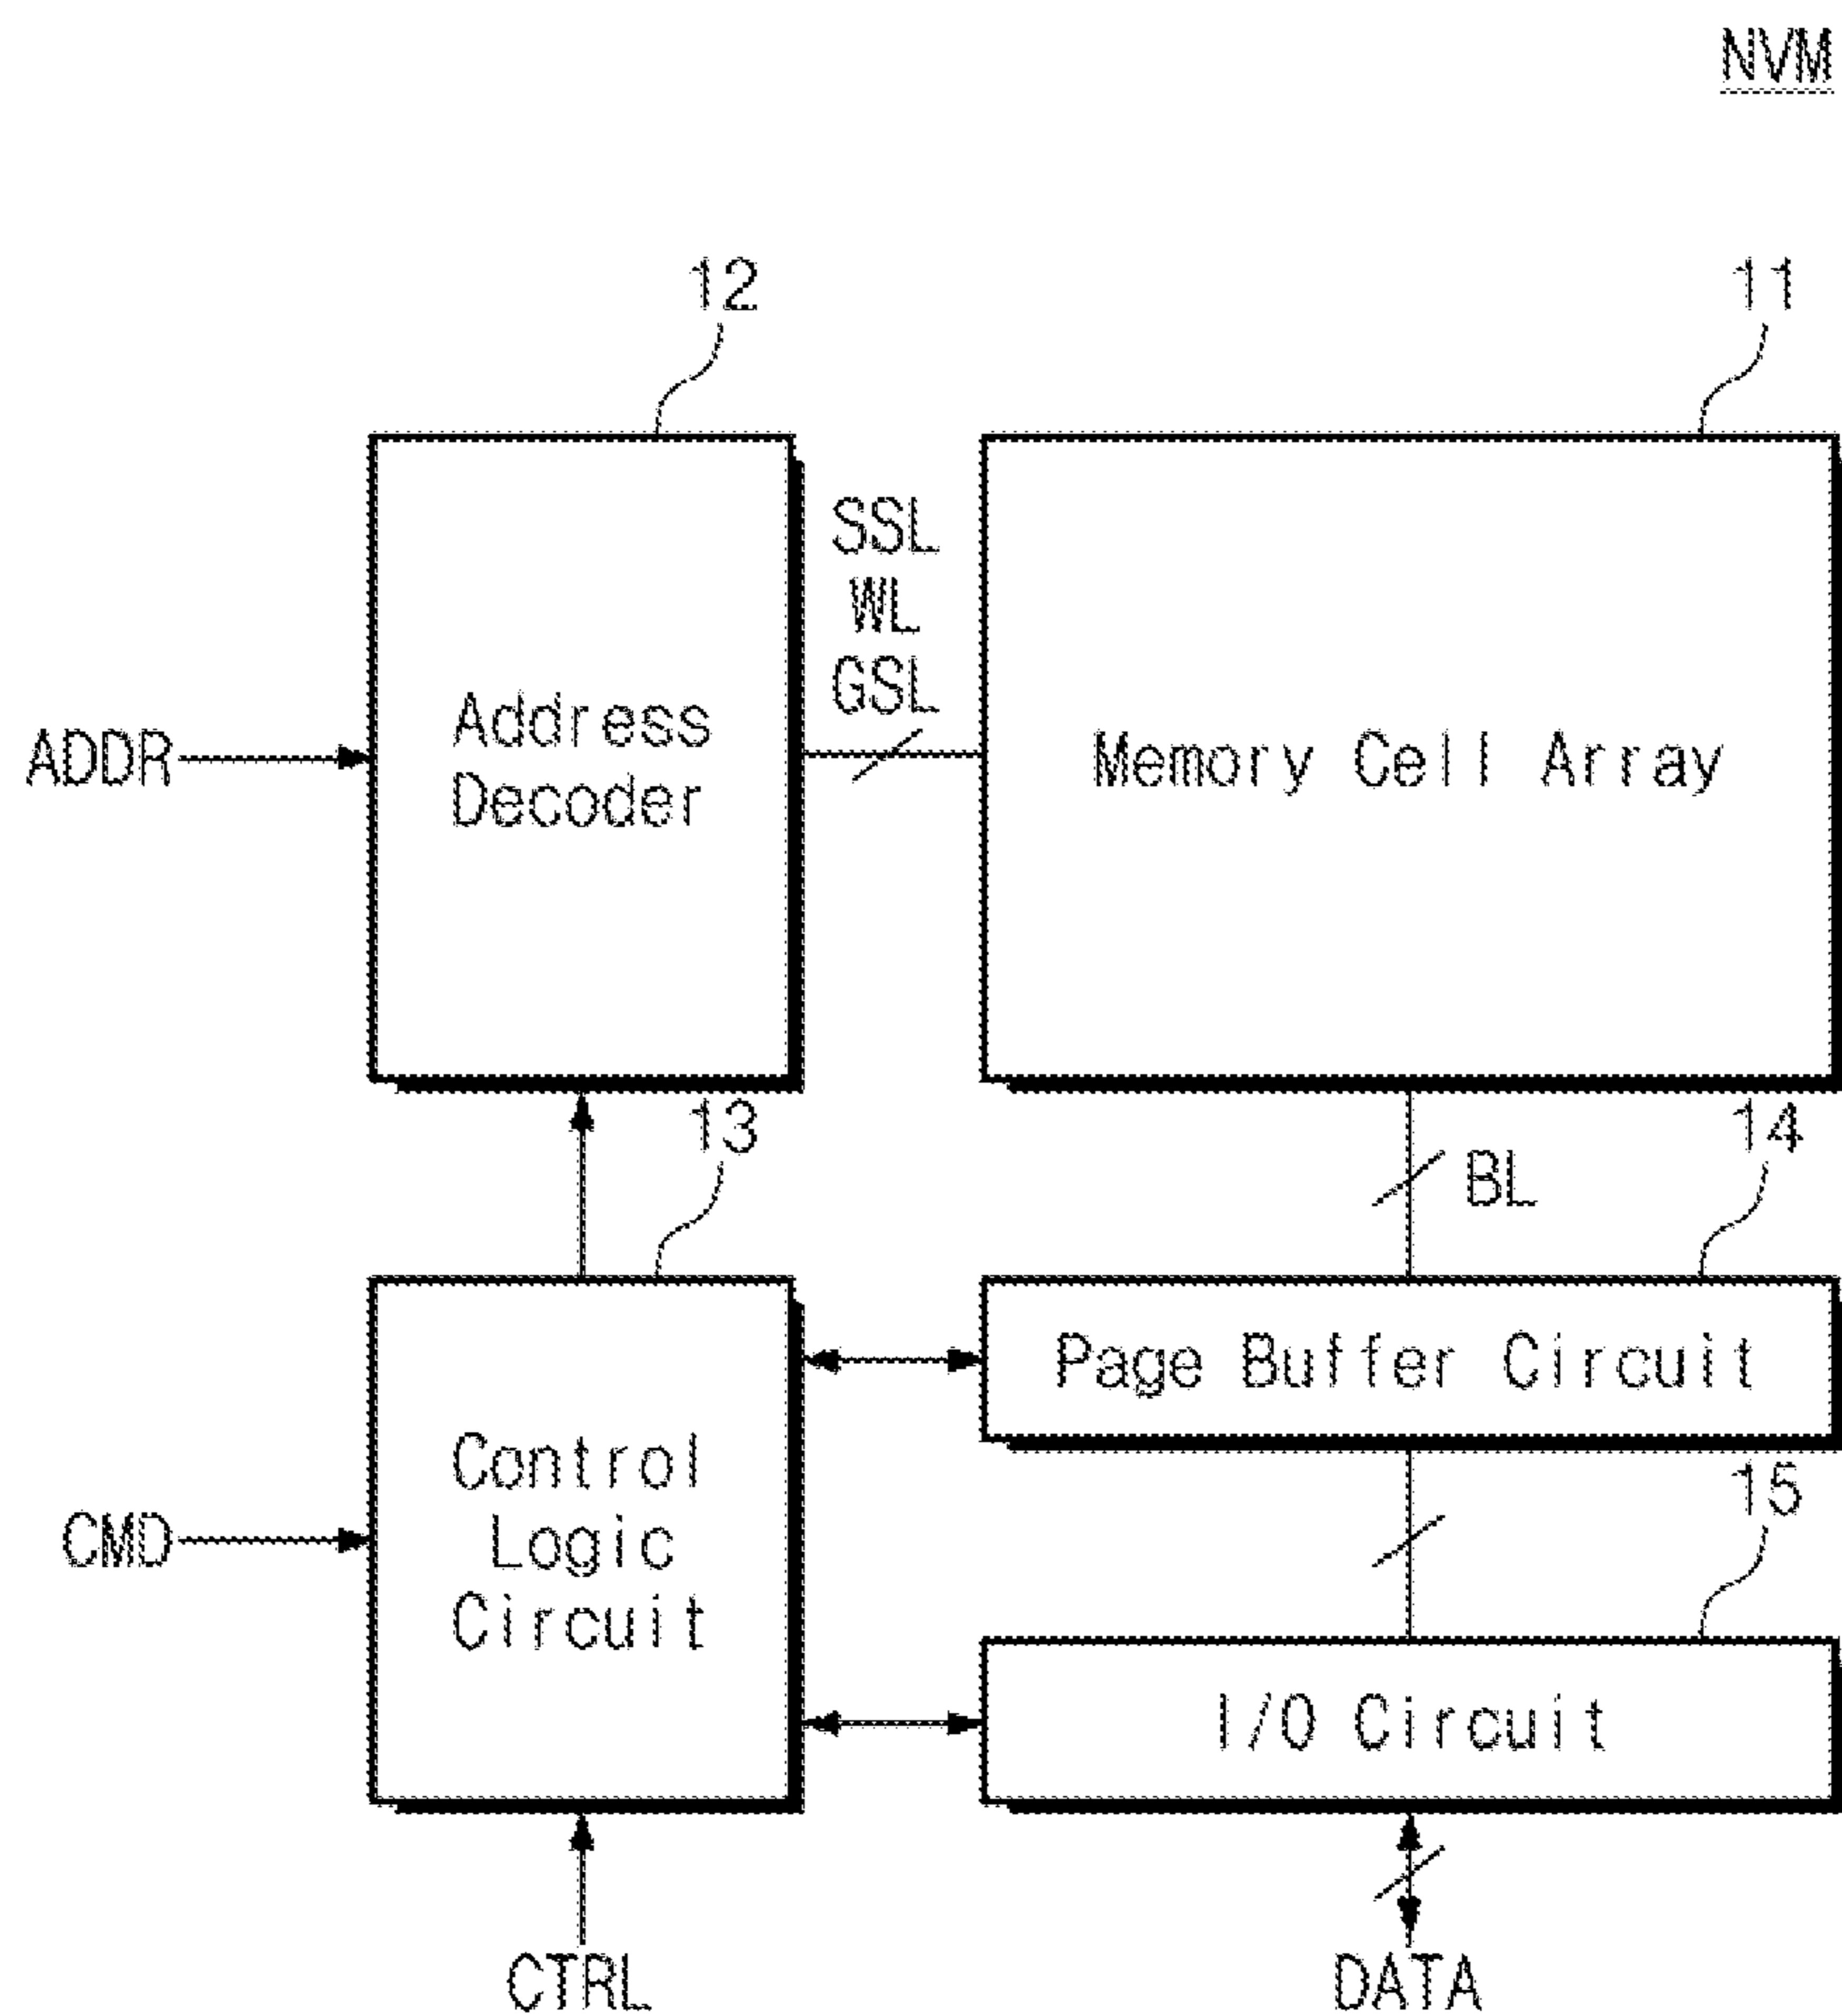 NVM
12
11
SSL
WL
GSL
ADDR
Address
Decoder
Memory Cell Array
13
14
BL
Page Buffer Circuit
Control
Logic
Circuit
CMD
15
I/O Circuit
CTRL
DATA